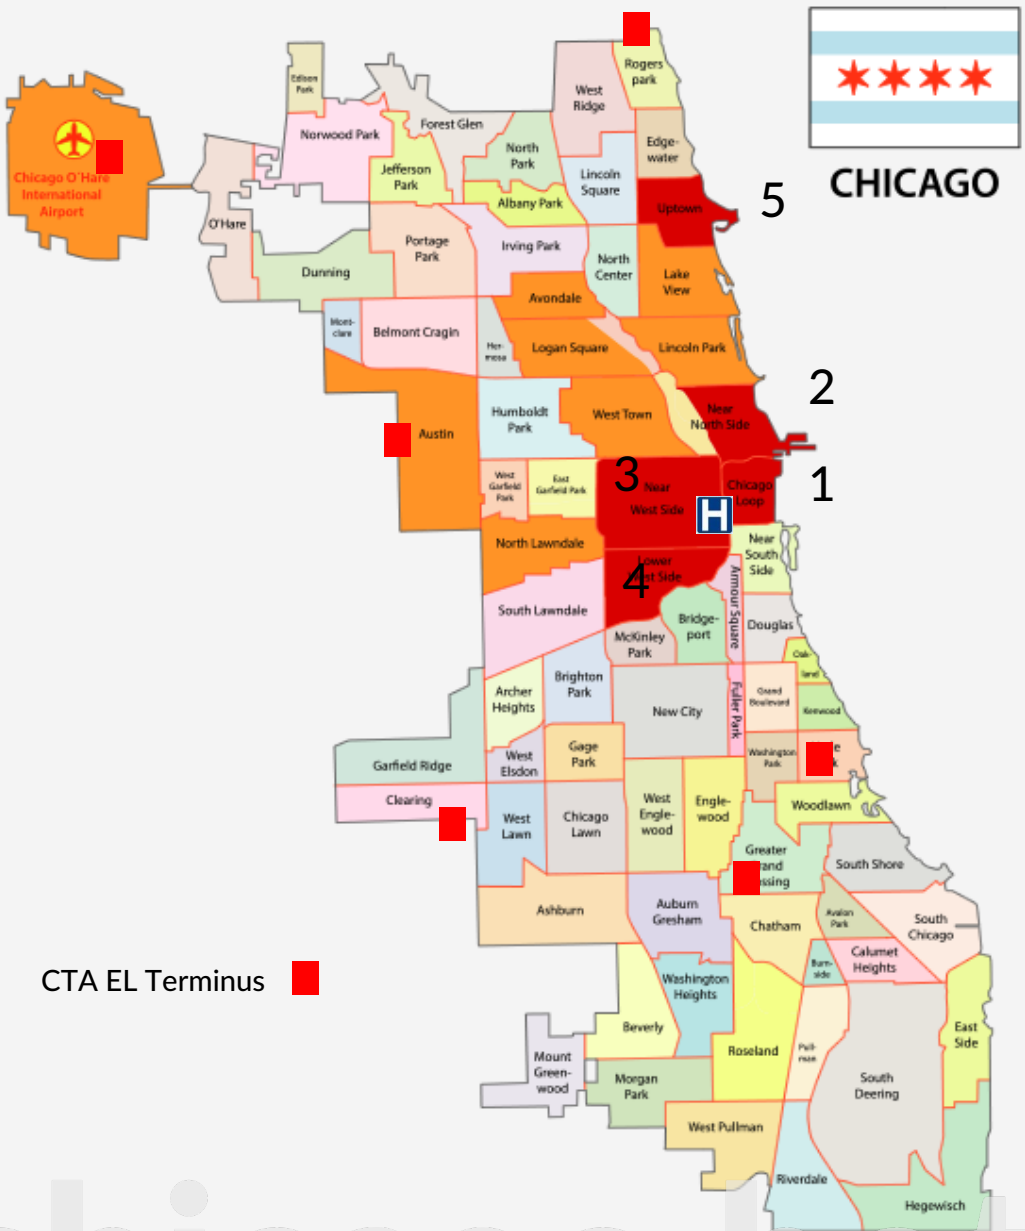 CHICAGO
Chicago O'Hare
International
Airport
Edison
Park
Norwood Park
Forest Glen
Jefferson
Park
North
Park
West
Ridge
Rogers
park
Edge-
water
Lincoln
Square
Albany Park
Uptown
5
O'Hare
Dunning
Portage
Park
Irving Park
North
Center
Lake
View
Avondale
Mont-
clare
Belmont Cragin
Her-
mosa
Logan Square
Lincoln Park
2
Austin
Humboldt
Park
West Town
Near
North Side
West
Garfield
Park
East
Garfield Park
3
Near
West Side
H
Chicago
Loop
1
North Lawndale
Lower
West Side
4
Near
South
Side
South Lawndale
McKinley
Park
Bridge-
port
Armour Square
Douglas
Oak-
land
Archer
Heights
Brighton
Park
New City
Fuller Park
Grand
Boulevard
Kenwood
Garfield Ridge
West
Elsdon
Gage
Park
Washington
Park
Clearing
West
Lawn
Chicago
Lawn
West
Engle-
wood
Engle-
wood
Woodlawn
Greater
South Shore
Ashburn
Auburn
Gresham
Chatham
Avalon
Park
South
Chicago
Burn-
side
Calumet
Heights
CTA EL Terminus
Washington
Heights
Beverly
Roseland
Pull-
man
East
Side
Mount
Green-
wood
Morgan
Park
South
Deering
West Pullman
Riverdale
Hegewisch